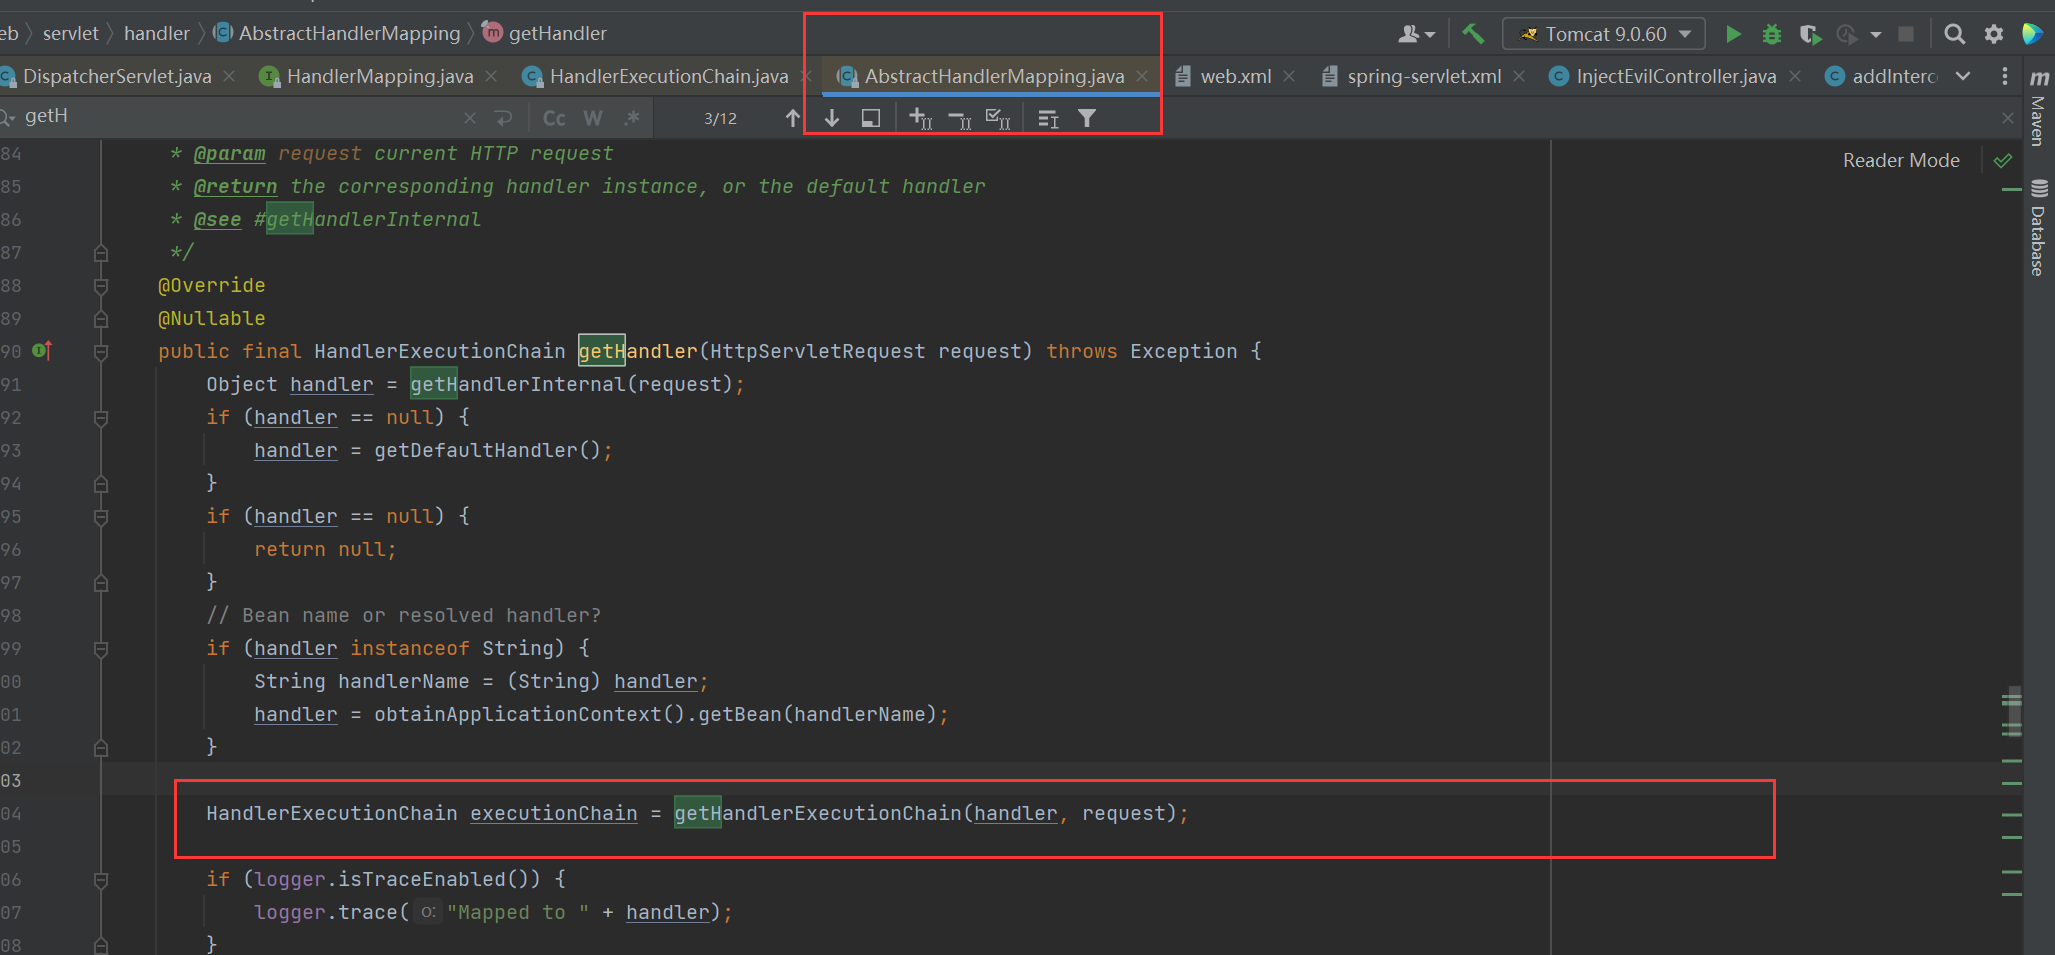 eb servlet handler AbstractHandlerMapping getHandler Tomcat 9.0.60
DispatcherServlet.java HandlerMapping.java HandlerExecutionChain.java AbstractHandlerMapping.java web.xml spring-servlet.xml InjectEvilController.java addInterc
getH Cc W .* 3/12
Reader Mode
Maven
Database
84 * @param request current HTTP request
85 * @return the corresponding handler instance, or the default handler
86 * @see #getHandlerInternal
87 */
88 @Override
89 @Nullable
90 public final HandlerExecutionChain getHandler(HttpServletRequest request) throws Exception {
91 Object handler = getHandlerInternal(request);
92 if (handler == null) {
93 handler = getDefaultHandler();
94 }
95 if (handler == null) {
96 return null;
97 }
98 // Bean name or resolved handler?
99 if (handler instanceof String) {
00 String handlerName = (String) handler;
01 handler = obtainApplicationContext().getBean(handlerName);
02 }
03
04 HandlerExecutionChain executionChain = getHandlerExecutionChain(handler, request);
05
06 if (logger.isTraceEnabled()) {
07 logger.trace( o: "Mapped to " + handler);
08 }